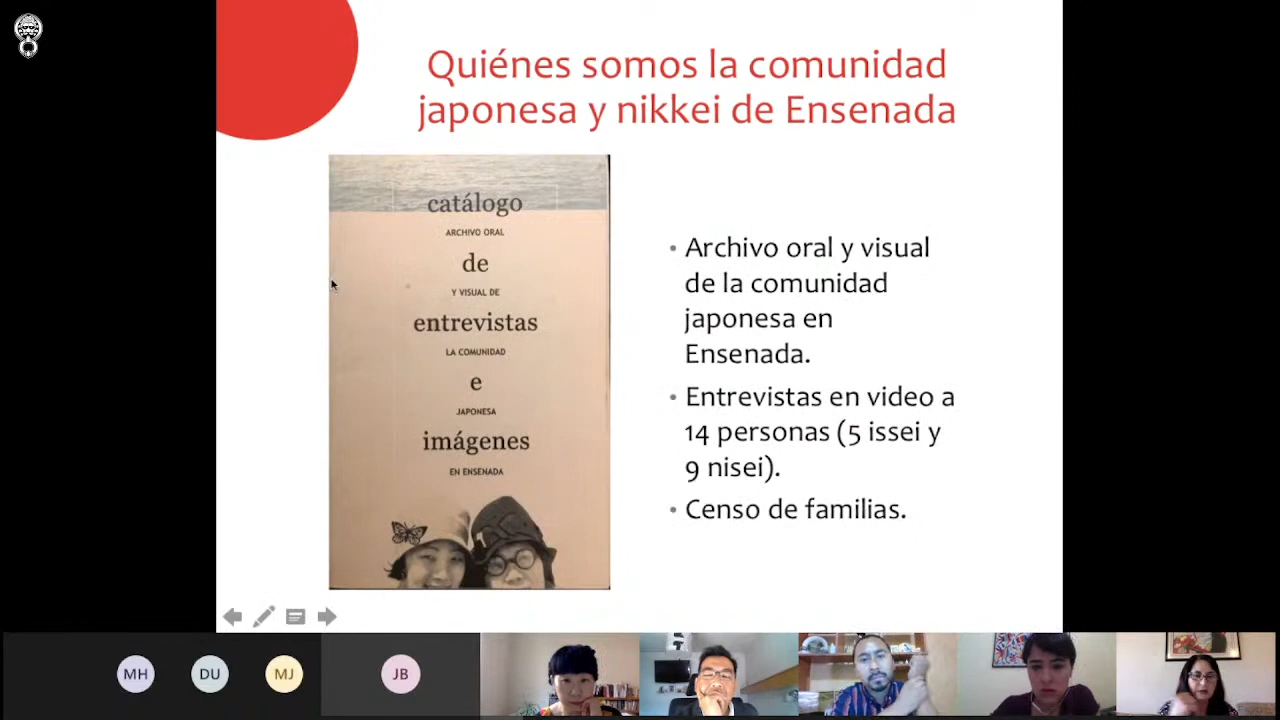 Quiénes somos la comunidad
japonesa y nikkei de Ensenada
catálogo
ARCHIVO ORAL
de
Y VISUAL DE
entrevistas
LA COMUNIDAD
e
JAPONESA
imágenes
EN ENSENADA
• Archivo oral y visual
de la comunidad
japonesa en
Ensenada.
• Entrevistas en video a
14 personas (5 issei y
9 nisei).
• Censo de familias.
MH
DU
MJ
JB